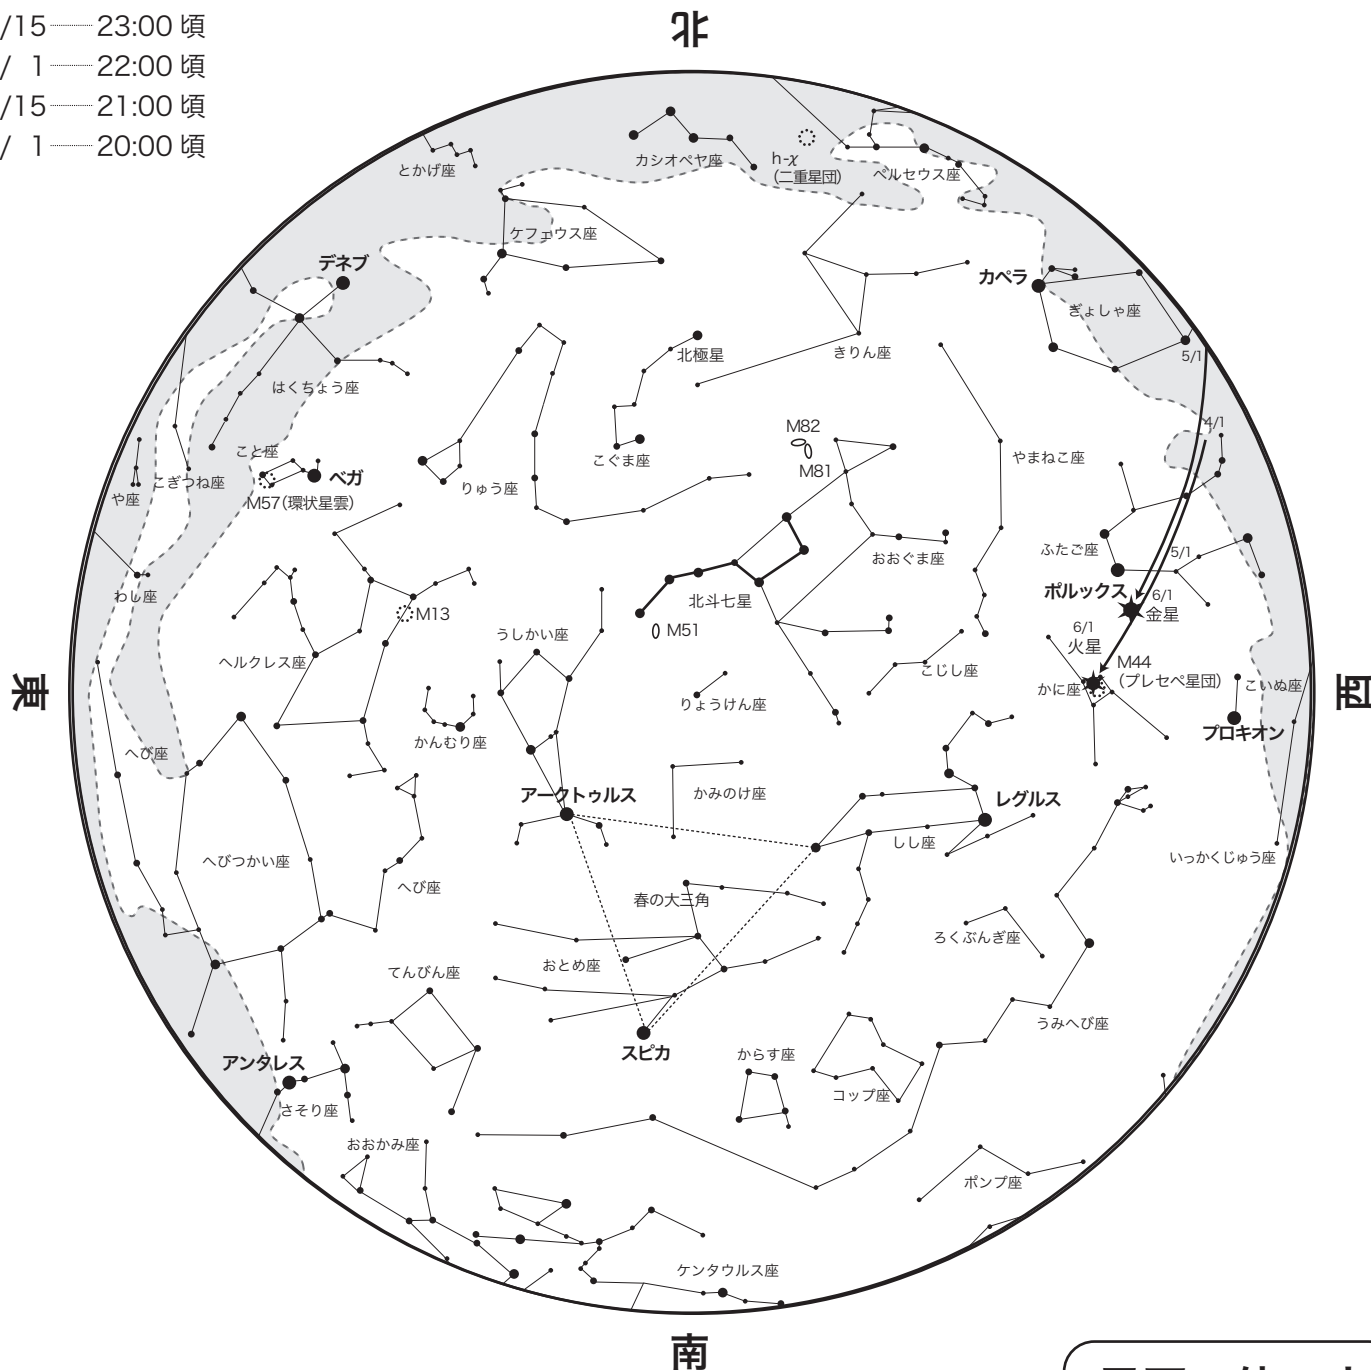 /15 23:00 頃
/ 1 22:00 頃
/15 21:00 頃
/ 1 20:00 頃
北
とかげ座
カシオペヤ座
h-χ
(二重星団)
ペルセウス座
ケフェウス座
デネブ
カペラ
ぎょしゃ座
5/1
はくちょう座
北極星
きりん座
4/1
こと座
ベガ
M57(環状星雲)
や座
こぎつね座
りゅう座
こぐま座
M82
M81
やまねこ座
おおぐま座
ふたご座
5/1
ポルックス
6/1
金星
わし座
M13
北斗七星
M51
うしかい座
6/1
火星
M44
(プレセペ星団)
ヘルクレス座
こじし座
かに座
こいぬ座
東
西
りょうけん座
プロキオン
かんむり座
へび座
アークトゥルス
かみのけ座
レグルス
しし座
いっかくじゅう座
へびつかい座
へび座
春の大三角
ろくぶんぎ座
おとめ座
てんびん座
うみへび座
スピカ
からす座
アンタレス
コップ座
さそり座
おおかみ座
ポンプ座
ケンタウルス座
南